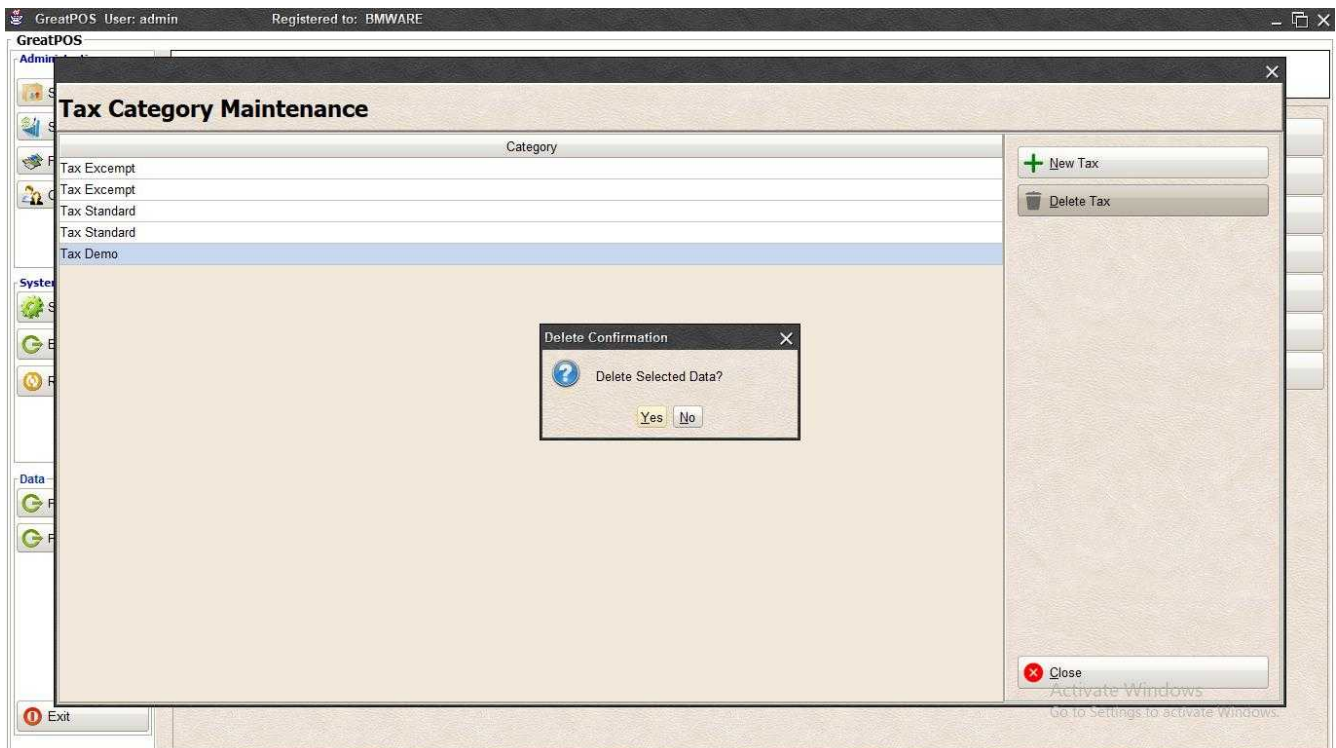 GreatPOS User: admin Registered to: BMWARE
GreatPOS
Tax Category Maintenance
Category
Tax Excempt
Tax Excempt
Tax Standard
Tax Standard
Tax Demo
New Tax
Delete Tax
Delete Confirmation
Delete Selected Data?
Yes No
Data
Close
Activate Windows
Go to Settings to activate Windows.
Exit